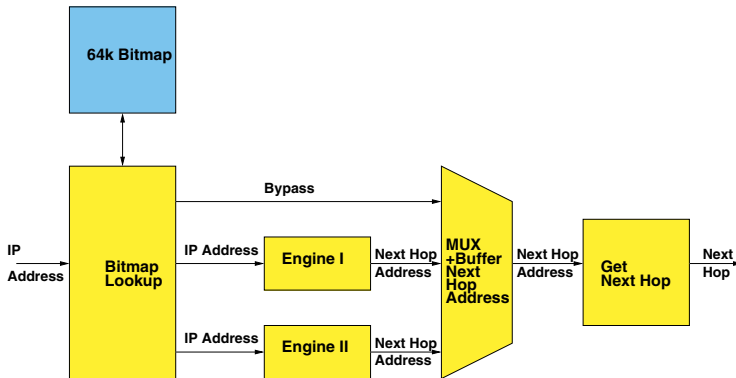 64k Bitmap
Bypass
IP
Address
Bitmap
Lookup
IP Address
Engine I
Next Hop
Address
MUX
+Buffer
Next
Hop
Address
Next Hop
Address
Get
Next Hop
Next
Hop
IP Address
Engine II
Next Hop
Address